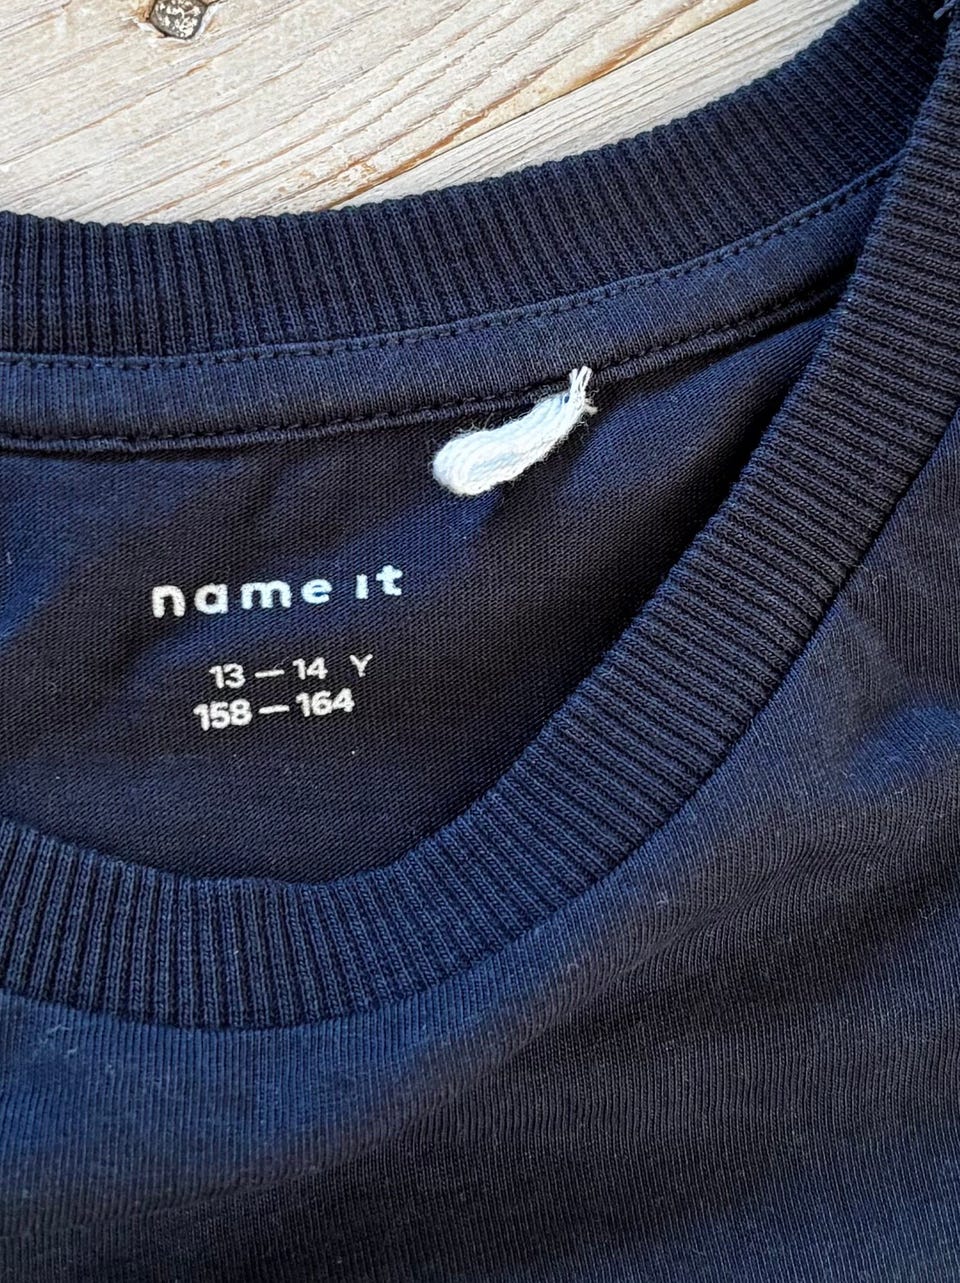 name it
13 – 14 Y
158 – 164